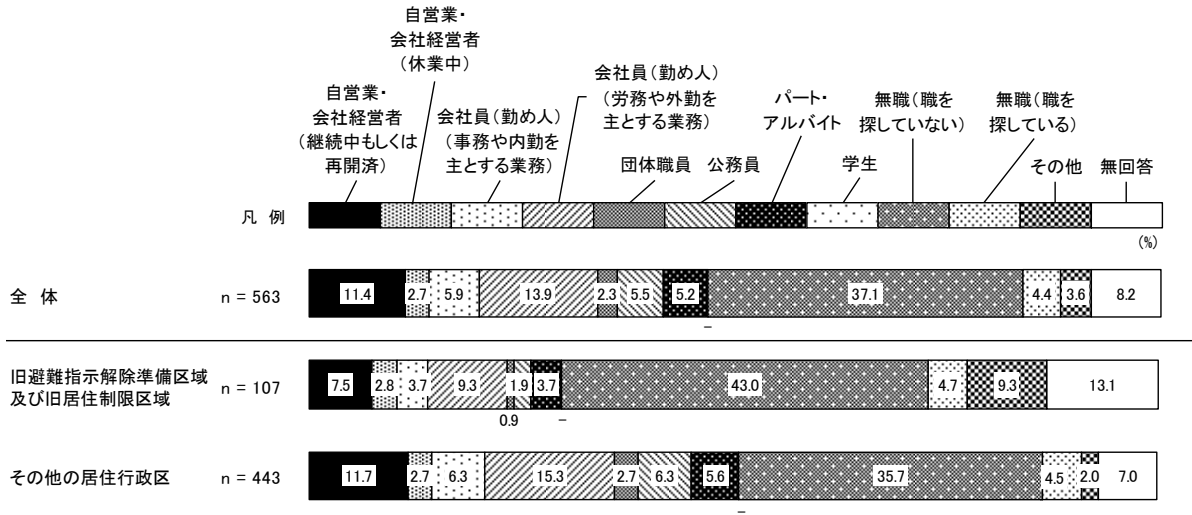 自営業・
会社経営者
(休業中)
自営業・
会社経営者
(継続中もしくは
再開済)
会社員(勤め人)
(事務や内勤を
主とする業務)
会社員(勤め人)
(労務や外勤を
主とする業務)
団体職員
公務員
パート・
アルバイト
学生
無職(職を
探していない)
無職(職を
探している)
その他
無回答
凡 例
(%)
全 体 n = 563 11.4 2.7 5.9 13.9 2.3 5.5 5.2 37.1 4.4 3.6 8.2
–
旧避難指示解除準備区域
及び旧居住制限区域
n = 107 7.5 2.8 3.7 9.3 1.9 3.7 43.0 4.7 9.3 13.1
0.9 –
その他の居住行政区 n = 443 11.7 2.7 6.3 15.3 2.7 6.3 5.6 35.7 4.5 2.0 7.0
–